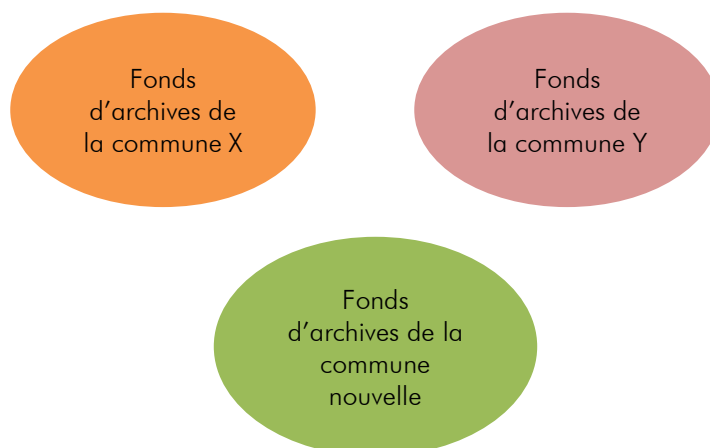 Fonds
d’archives de
la commune X
Fonds
d’archives de
la commune Y
Fonds
d’archives de la
commune
nouvelle